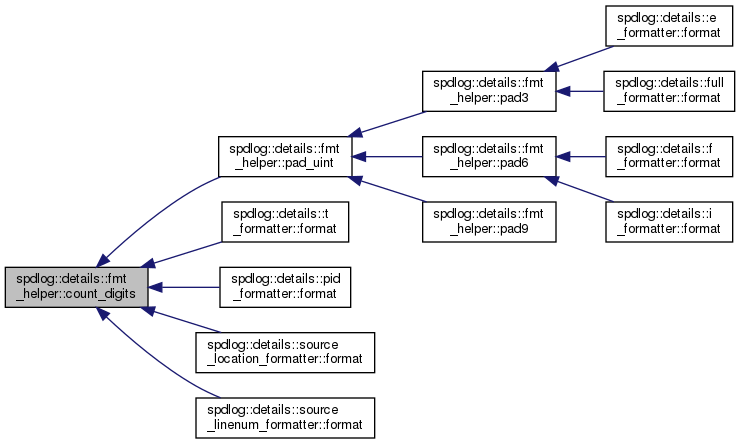 spdlog::details::e
_formatter::format
spdlog::details::fmt
_helper::pad3
spdlog::details::full
_formatter::format
spdlog::details::fmt
_helper::pad_uint
spdlog::details::fmt
_helper::pad6
spdlog::details::f
_formatter::format
spdlog::details::t
_formatter::format
spdlog::details::fmt
_helper::pad9
spdlog::details::i
_formatter::format
spdlog::details::fmt
_helper::count_digits
spdlog::details::pid
_formatter::format
spdlog::details::source
_location_formatter::format
spdlog::details::source
_linenum_formatter::format